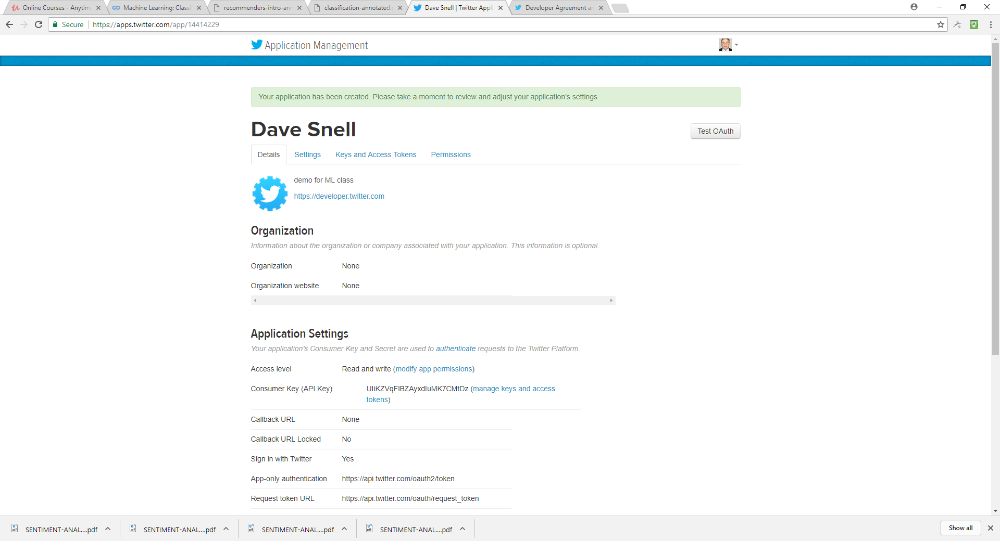 Online Courses - Anytime
Machine Learning: Classif
recommenders-intro-ann
classification-annotated.p
Dave Snell | Twitter Appli
Developer Agreement an
Secure
https://apps.twitter.com/app/14414229
Application Management
Your application has been created. Please take a moment to review and adjust your application's settings.
Dave Snell
Test OAuth
Details
Settings
Keys and Access Tokens
Permissions
demo for ML class
https://developer.twitter.com
Organization
Information about the organization or company associated with your application. This information is optional.
Organization None
Organization website None
Application Settings
Your application's Consumer Key and Secret are used to authenticate requests to the Twitter Platform.
Access level Read and write (modify app permissions)
Consumer Key (API Key) UIiKZVqFIBZAyxdIuMK7CMtDz (manage keys and access
tokens)
Callback URL None
Callback URL Locked No
Sign in with Twitter Yes
App-only authentication https://api.twitter.com/oauth2/token
Request token URL https://api.twitter.com/oauth/request_token
SENTIMENT-ANAL....pdf
SENTIMENT-ANAL....pdf
SENTIMENT-ANAL....pdf
SENTIMENT-ANAL....pdf
Show all